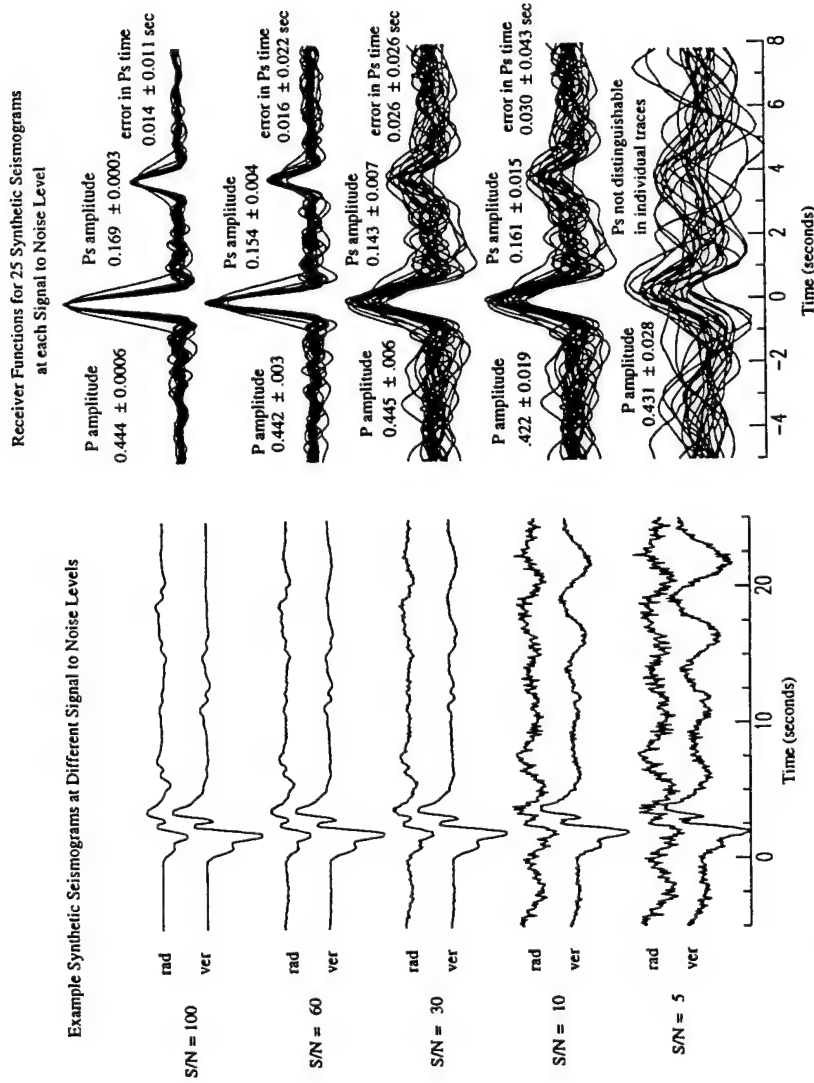 Example Synthetic Seismograms at Different Signal to Noise Levels
rad
ver
S/N = 100
rad
ver
S/N = 60
rad
ver
S/N = 30
rad
ver
S/N = 10
rad
ver
S/N = 5
0
10
20
Time (seconds)
Receiver Functions for 25 Synthetic Seismograms
at each Signal to Noise Level
P amplitude
0.444 ± 0.0006
Ps amplitude
0.169 ± 0.0003
error in Ps time
0.014 ± 0.011 sec
P amplitude
0.442 ± .003
Ps amplitude
0.154 ± 0.004
error in Ps time
0.016 ± 0.022 sec
P amplitude
0.445 ± .006
Ps amplitude
0.143 ± 0.007
error in Ps time
0.026 ± 0.026 sec
P amplitude
.422 ± 0.019
Ps amplitude
0.161 ± 0.015
error in Ps time
0.030 ± 0.043 sec
P amplitude
0.431 ± 0.028
Ps not distinguishable
in individual traces
-4
-2
0
2
4
6
8
Time (seconds)